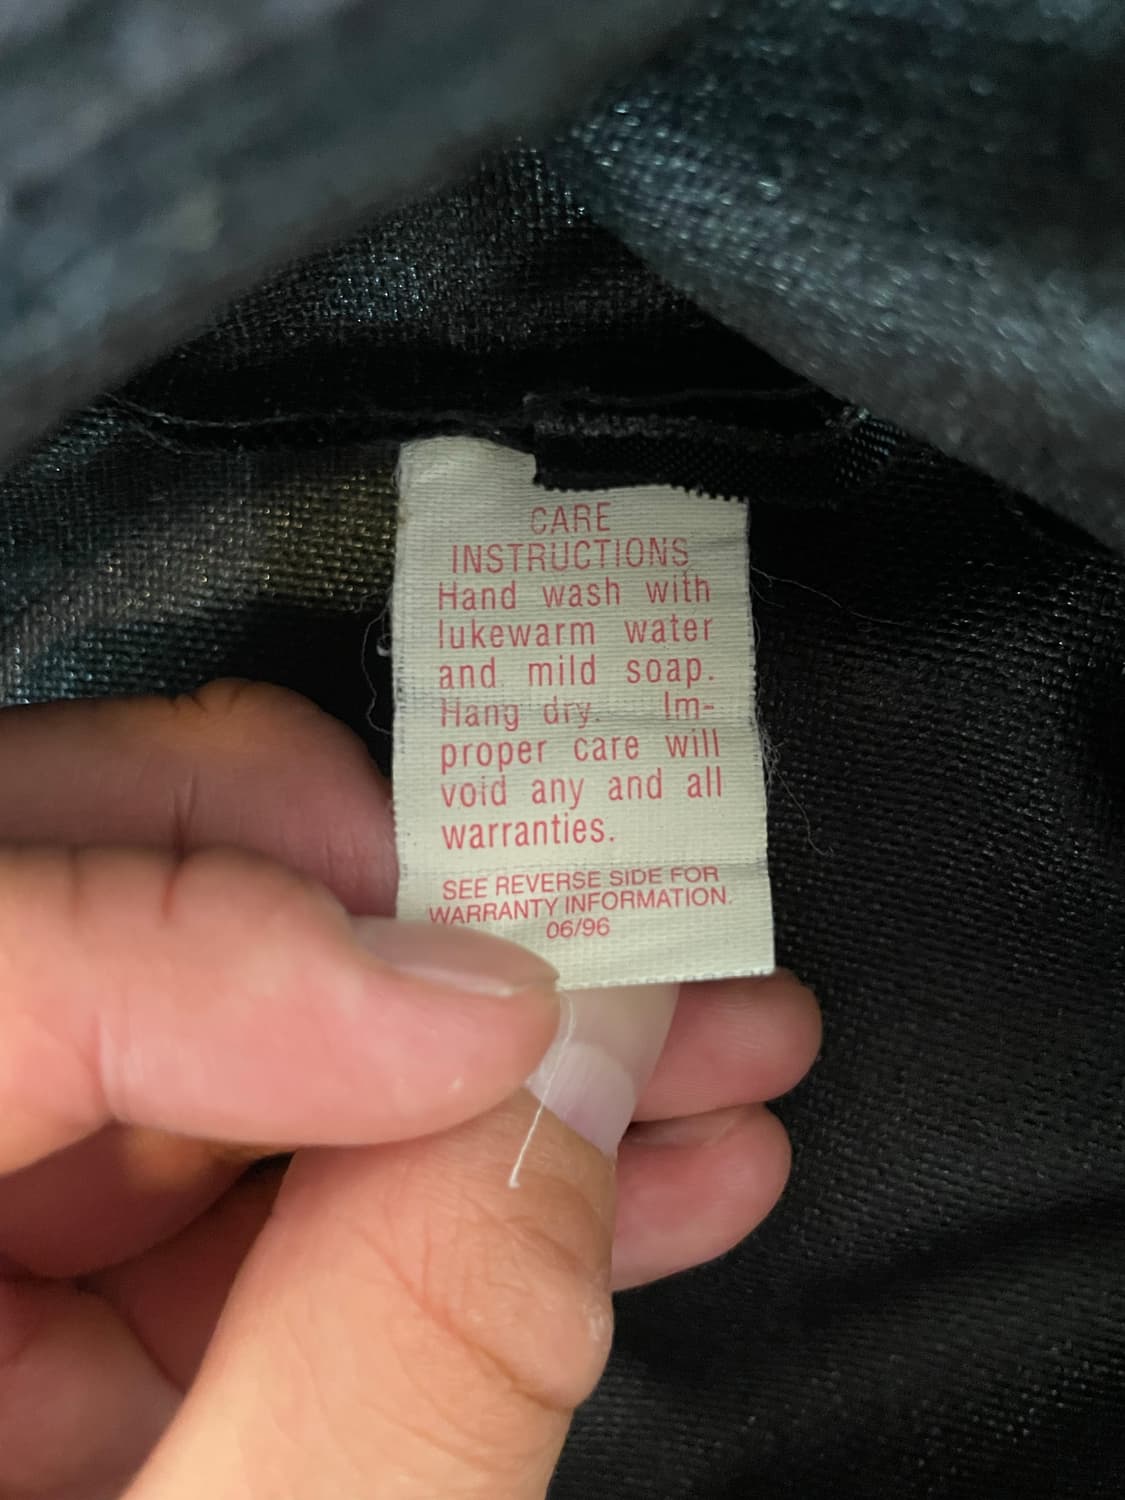 CARE
INSTRUCTIONS
Hand wash with
lukewarm water
and mild soap.
Hang dry. Im-
proper care will
void any and all
warranties.
SEE REVERSE SIDE FOR
WARRANTY INFORMATION.
06/96